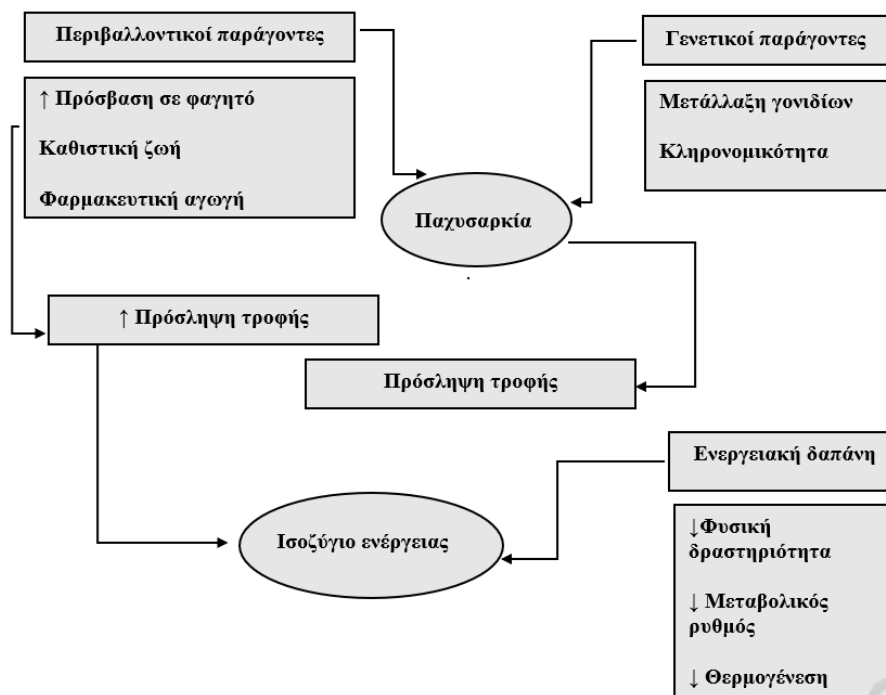 Περιβαλλοντικοί παράγοντες
Γενετικοί παράγοντες
↑ Πρόσβαση σε φαγητό
Καθιστική ζωή
Φαρμακευτική αγωγή
Μετάλλαξη γονιδίων
Κληρονομικότητα
Παχυσαρκία
.
↑ Πρόσληψη τροφής
Πρόσληψη τροφής
Ενεργειακή δαπάνη
Ισοζύγιο ενέργειας
↓Φυσική
δραστηριότητα
↓ Μεταβολικός
ρυθμός
↓ Θερμογένεση